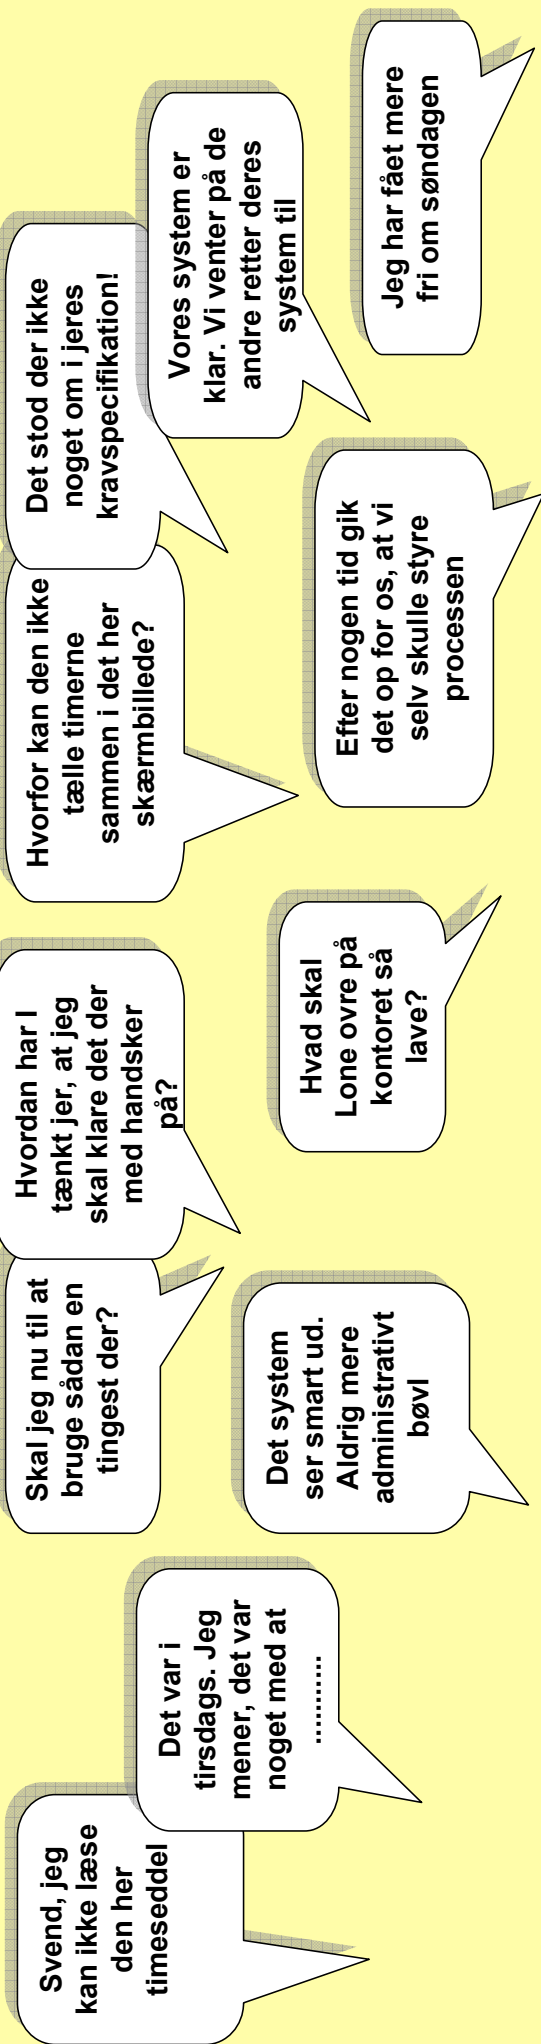 Svend, jeg
kan ikke læse
den her
timeseddel
Det var i
tirsdags. Jeg
mener, det var
noget med at
...........
Skal jeg nu til at
bruge sådan en
tingest der?
Det system
ser smart ud.
Aldrig mere
administrativt
bøvl
Hvordan har I
tænkt jer, at jeg
skal klare det der
med handsker
på?
Hvad skal
Lone ovre på
kontoret så
lave?
Hvorfor kan den ikke
tælle timerne
sammen i det her
skærmbillede?
Det stod der ikke
noget om i jeres
kravspecifikation!
Efter nogen tid gik
det op for os, at vi
selv skulle styre
processen
Vores system er
klar. Vi venter på de
andre retter deres
system til
Jeg har fået mere
fri om søndagen